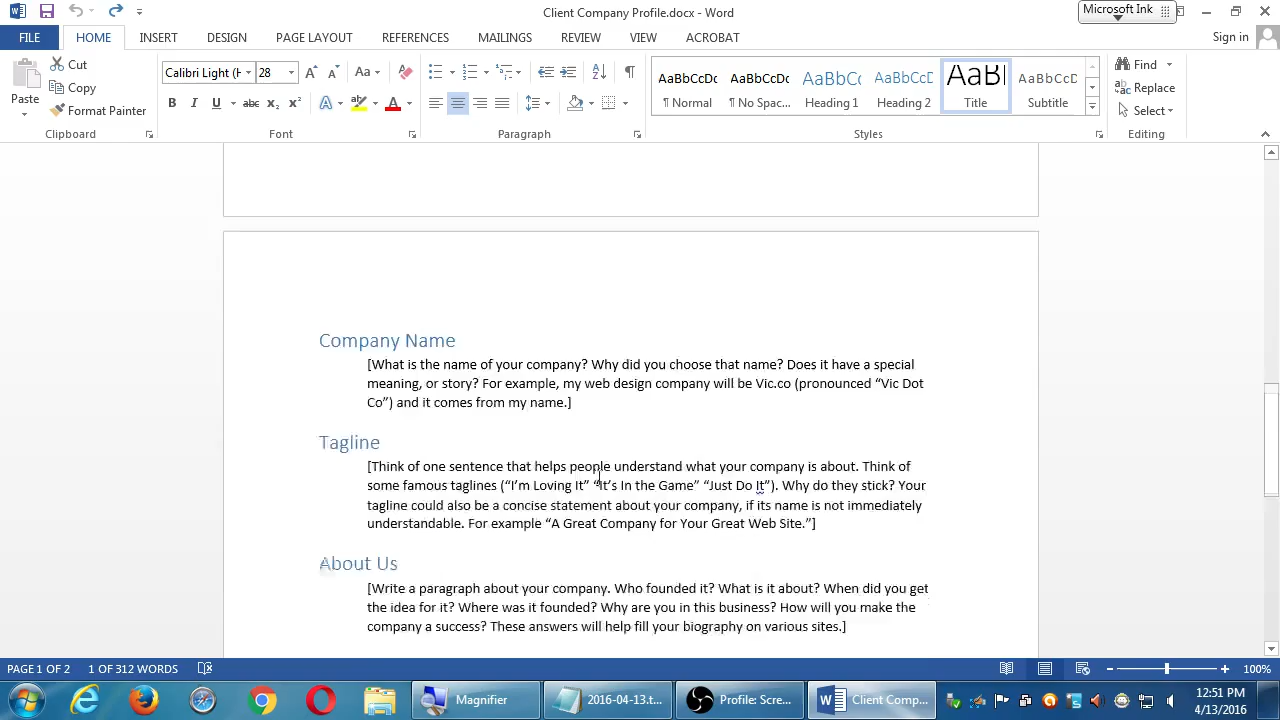 Client Company Profile.docx - Word
Microsoft Ink
FILE HOME INSERT DESIGN PAGE LAYOUT REFERENCES MAILINGS REVIEW VIEW ACROBAT Sign in
Paste Cut Copy Format Painter
Calibri Light (H 28
AaBbCcDc AaBbCcDc AaBbCc AaBbCcD AaB AaBbCcD
¶ Normal ¶ No Spac... Heading 1 Heading 2 Title Subtitle
Find Replace Select
Clipboard Font Paragraph Styles Editing
Company Name
[What is the name of your company? Why did you choose that name? Does it have a special
meaning, or story? For example, my web design company will be Vic.co (pronounced “Vic Dot
Co”) and it comes from my name.]
Tagline
[Think of one sentence that helps people understand what your company is about. Think of
some famous taglines (“I’m Loving It” “It’s In the Game” “Just Do It”). Why do they stick? Your
tagline could also be a concise statement about your company, if its name is not immediately
understandable. For example “A Great Company for Your Great Web Site.”]
About Us
[Write a paragraph about your company. Who founded it? What is it about? When did you get
the idea for it? Where was it founded? Why are you in this business? How will you make the
company a success? These answers will help fill your biography on various sites.]
PAGE 1 OF 2 1 OF 312 WORDS 100%
Magnifier 2016-04-13.t... Profile: Scre... Client Comp... 12:51 PM
4/13/2016